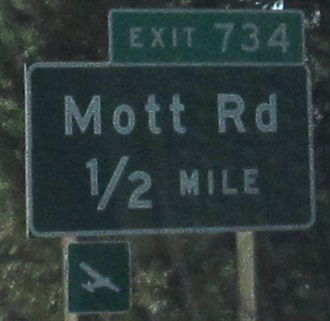 EXIT 734
Mott Rd
1/2 MILE